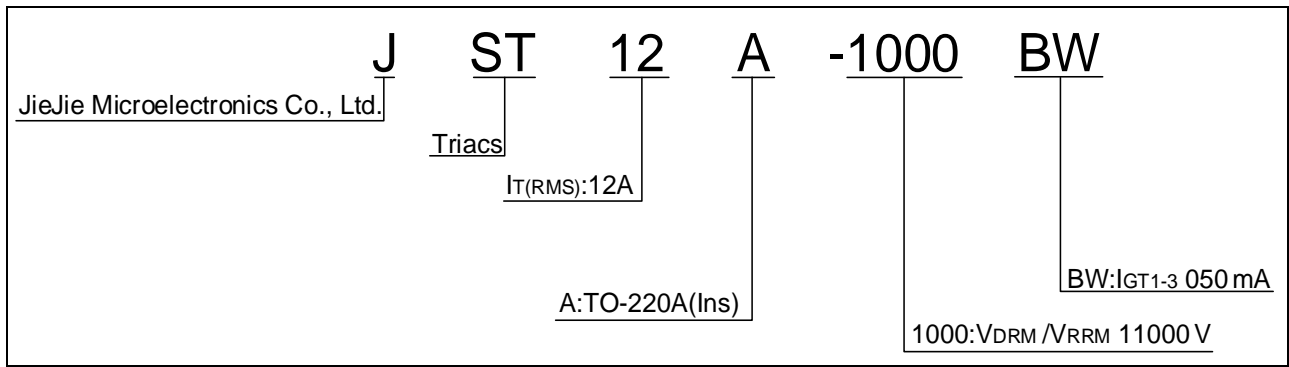 J ST 12 A -1000 BW
JieJie Microelectronics Co., Ltd.
Triacs
IT(RMS):12A
BW:IGT1-3 050 mA
A:TO-220A(Ins)
1000:VDRM /VRRM 11000 V